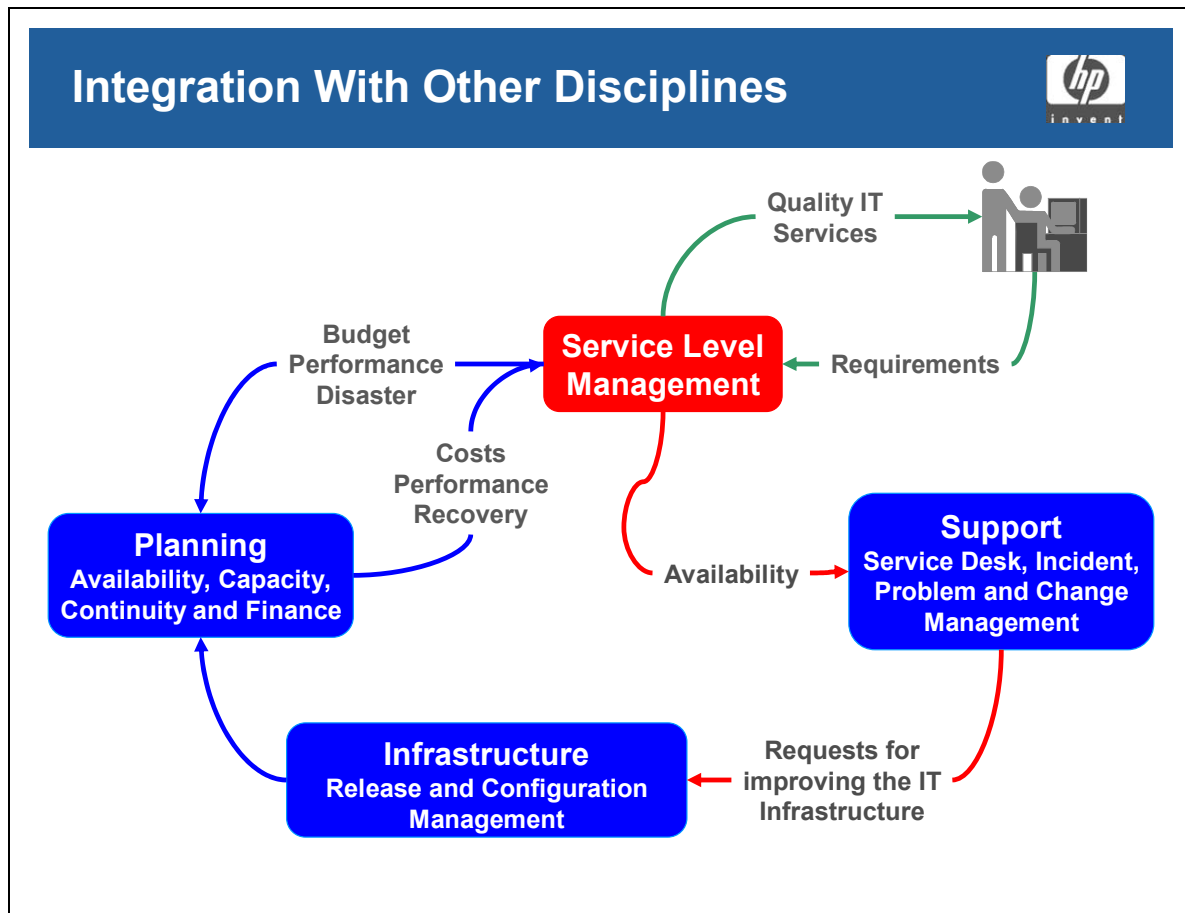 Integration With Other Disciplines
hp
invent
Quality IT
Services
Budget
Performance
Disaster
Service Level
Management
Requirements
Costs
Performance
Recovery
Planning
Availability, Capacity,
Continuity and Finance
Availability
Support
Service Desk, Incident,
Problem and Change
Management
Infrastructure
Release and Configuration
Management
Requests for
improving the IT
Infrastructure